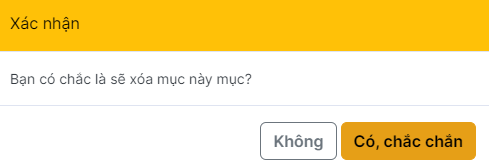 Xác nhận
Bạn có chắc là sẽ xóa mục này mục?
Không
Có, chắc chắn